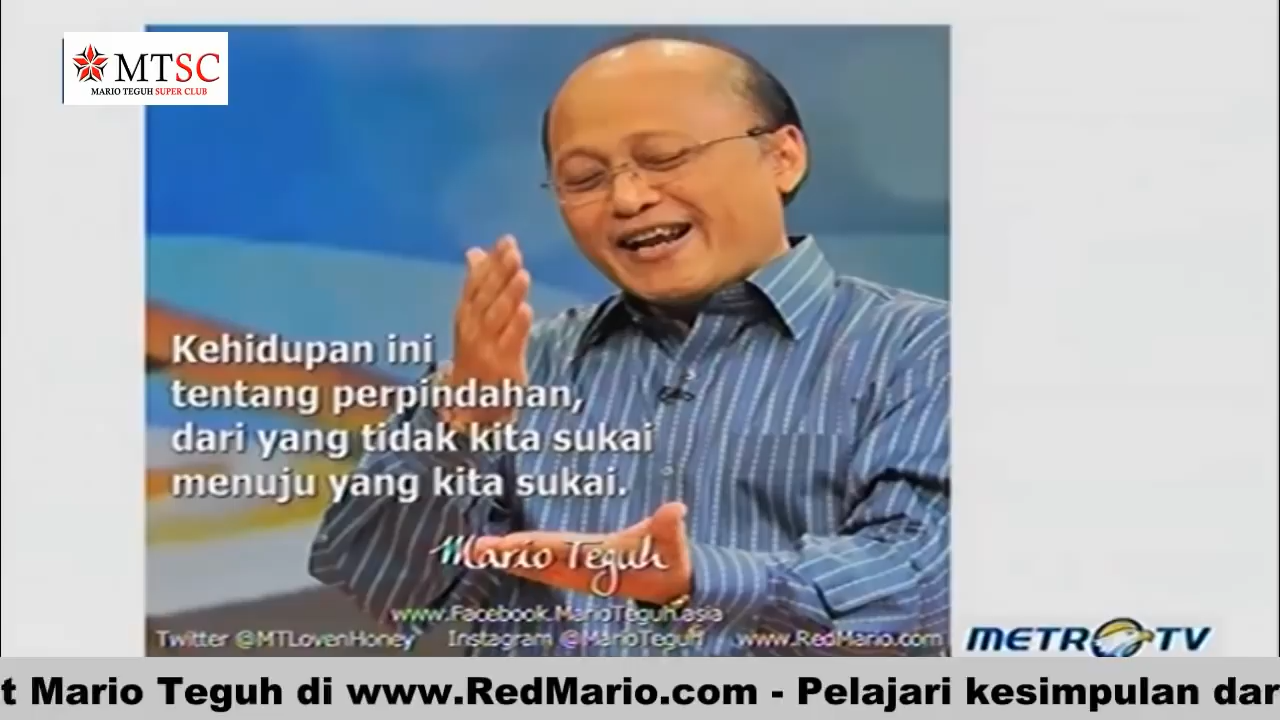 MTSC
MARIO TEGUH SUPER CLUB
Kehidupan ini
tentang perpindahan,
dari yang tidak kita sukai
menuju yang kita sukai.
Mario Teguh
www.Facebook.MarioTeguh.asia
Twitter @MTLovenHoney Instagram @MarioTeguh www.RedMario.com
METRO TV
t Mario Teguh di www.RedMario.com - Pelajari kesimpulan dar